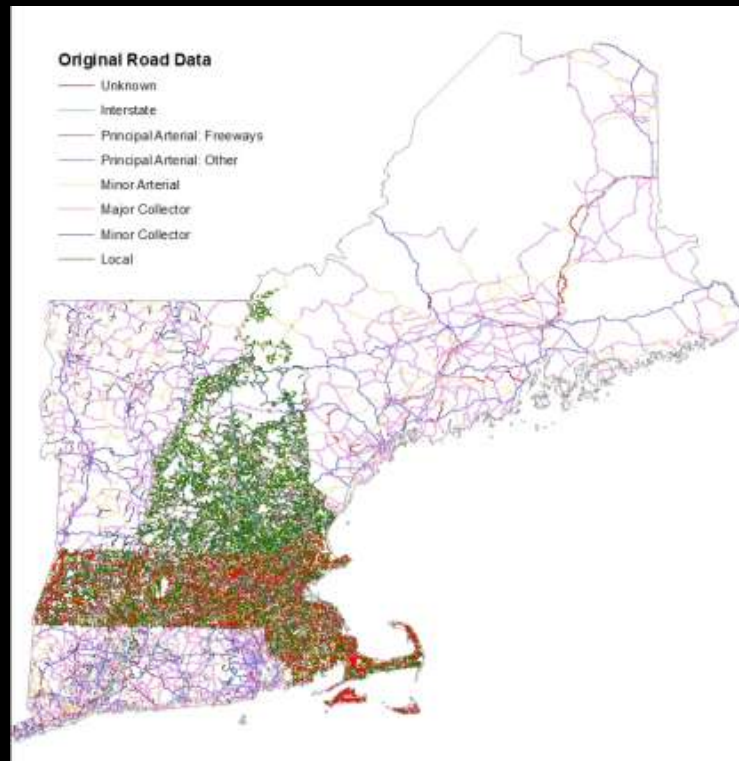 Original Road Data
Unknown
Interstate
Principal Arterial: Freeways
Principal Arterial: Other
Minor Arterial
Major Collector
Minor Collector
Local